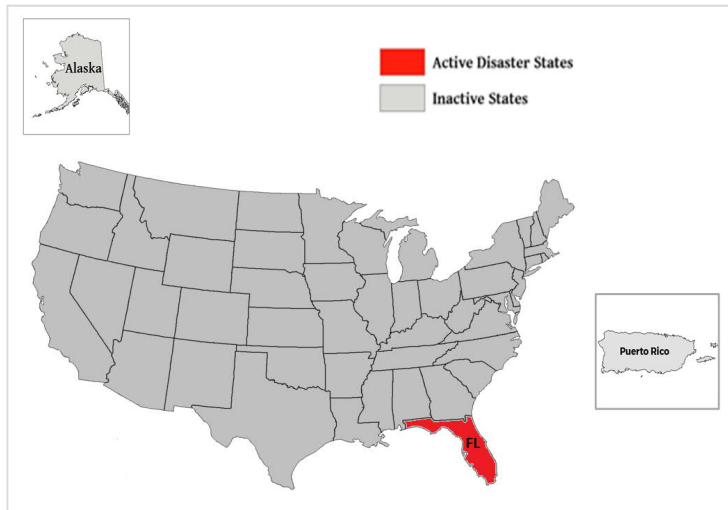 Alaska
Active Disaster States
Inactive States
Puerto Rico
FL